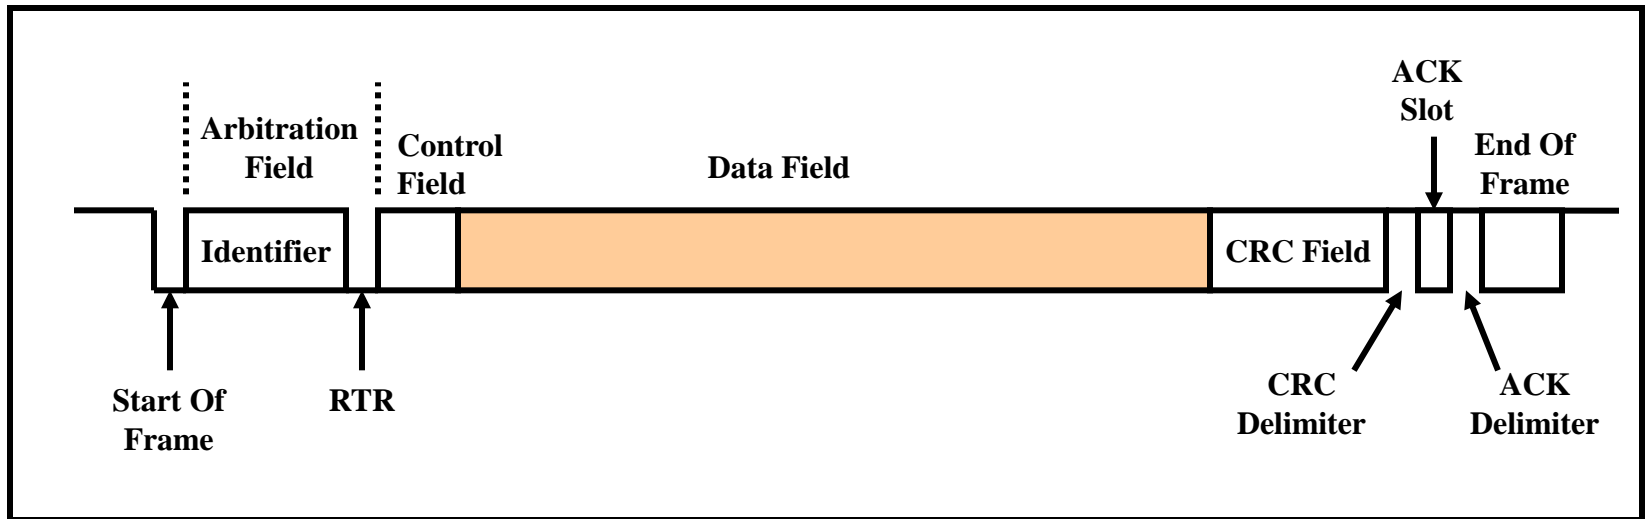 ACK
Slot
Arbitration
Field
Control
Field
Data Field
End Of
Frame
Identifier
CRC Field
Start Of
Frame
RTR
CRC
Delimiter
ACK
Delimiter